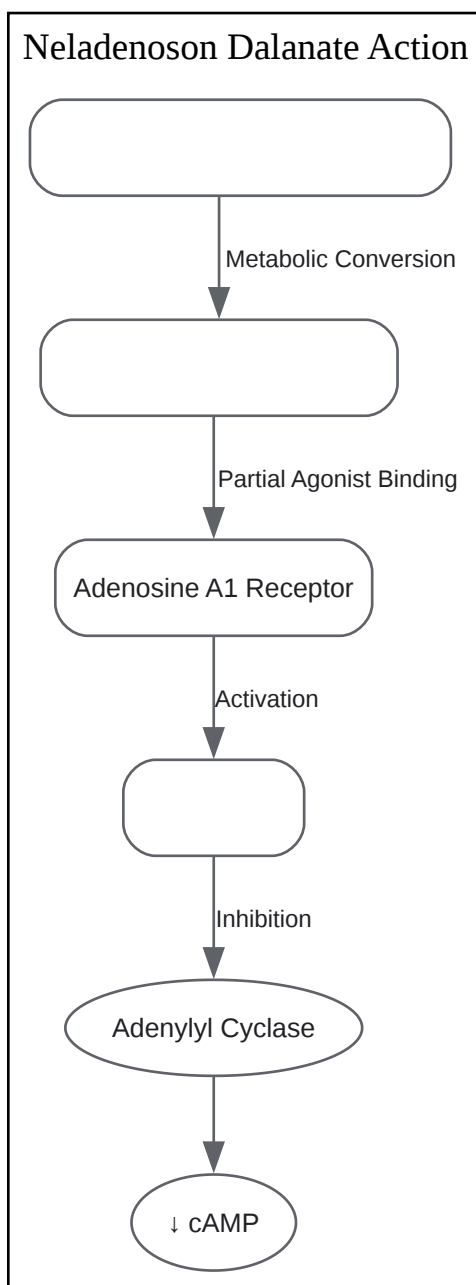 Neladenoson Dalanate Action
Metabolic Conversion
Partial Agonist Binding
Adenosine A1 Receptor
Activation
Inhibition
Adenylyl Cyclase
↓ cAMP